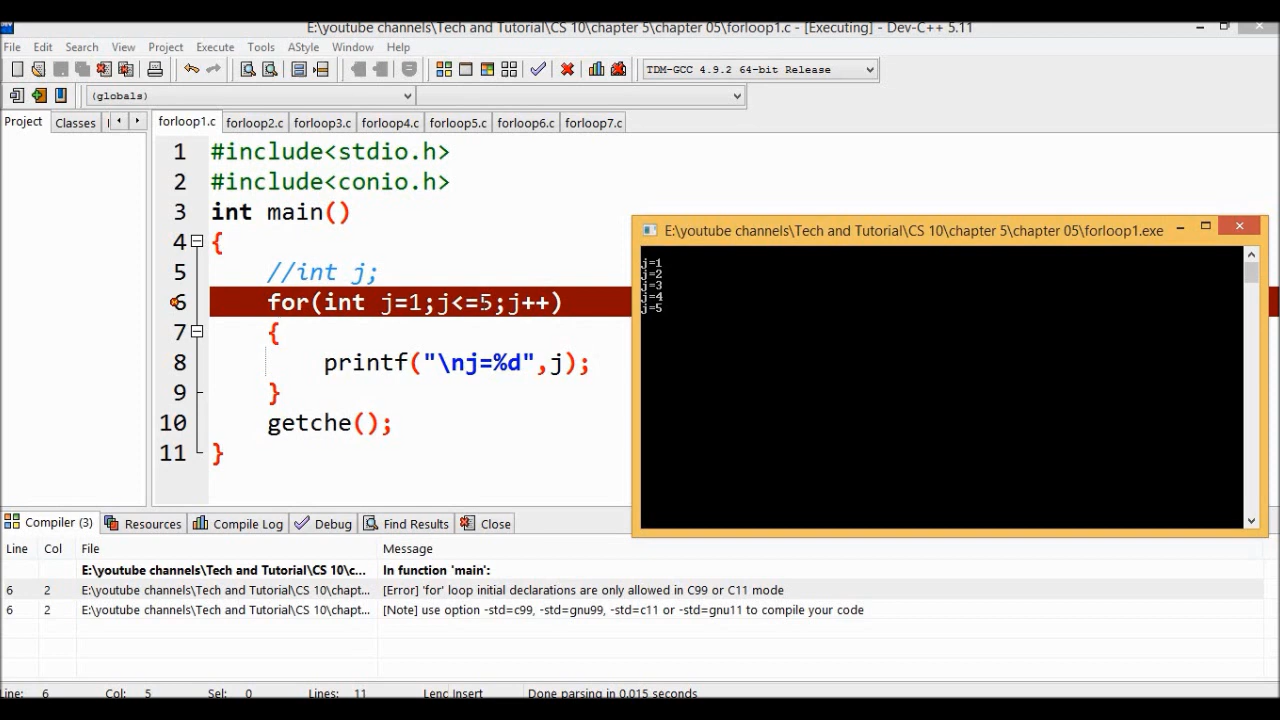 E:\youtube channels\Tech and Tutorial\CS 10\chapter 5\chapter 05\forloop1.c - [Executing] - Dev-C++ 5.11
File Edit Search View Project Execute Tools AStyle Window Help
TDM-GCC 4.9.2 64-bit Release
(globals)
Project Classes
forloop1.c forloop2.c forloop3.c forloop4.c forloop5.c forloop6.c forloop7.c
1 #include<stdio.h>
2 #include<conio.h>
3 int main()
4 {
5 //int j;
6 for(int j=1;j<=5;j++)
7 {
8 printf("\nj=%d",j);
9 }
10 getche();
11 }
E:\youtube channels\Tech and Tutorial\CS 10\chapter 5\chapter 05\forloop1.exe
j=1
j=2
j=3
j=4
j=5
Compiler (3) Resources Compile Log Debug Find Results Close
Line Col File Message
E:\youtube channels\Tech and Tutorial\CS 10\c... In function 'main':
6 2 E:\youtube channels\Tech and Tutorial\CS 10\chapt... [Error] 'for' loop initial declarations are only allowed in C99 or C11 mode
6 2 E:\youtube channels\Tech and Tutorial\CS 10\chapt... [Note] use option -std=c99, -std=gnu99, -std=c11 or -std=gnu11 to compile your code
Line: 6 Col: 5 Sel: 0 Lines: 11 Insert Done parsing in 0.015 seconds